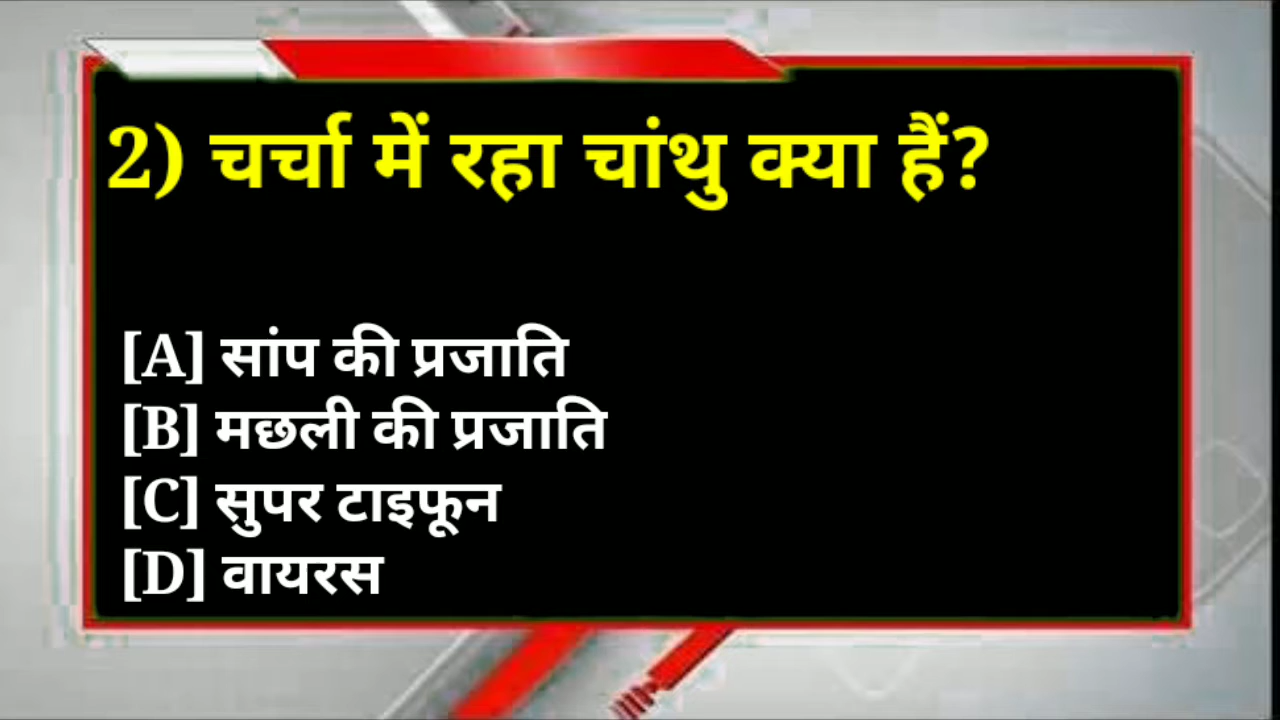 2) चर्चा में रहा चांथु क्या हैं?
[A] सांप की प्रजाति
[B] मछली की प्रजाति
[C] सुपर टाइफून
[D] वायरस